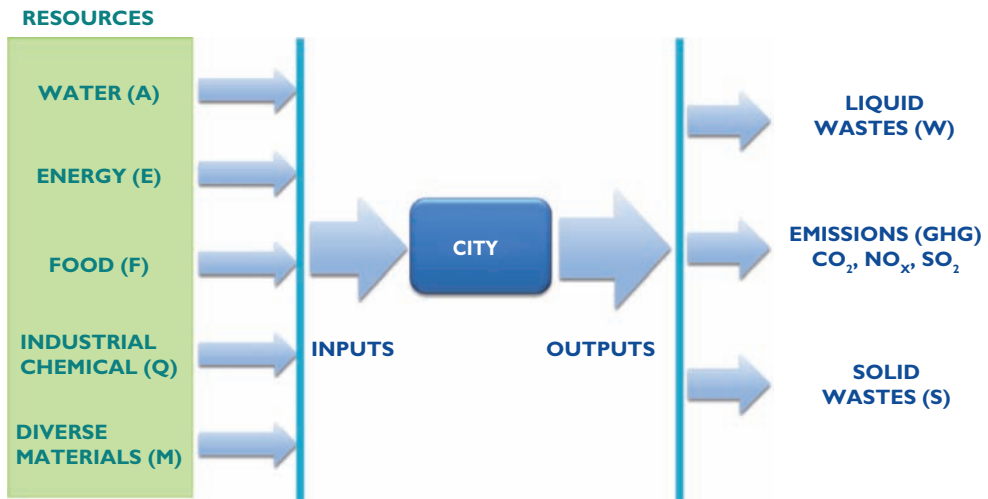 RESOURCES
WATER (A)
ENERGY (E)
FOOD (F)
INDUSTRIAL
CHEMICAL (Q)
DIVERSE
MATERIALS (M)
INPUTS
CITY
OUTPUTS
LIQUID
WASTES (W)
EMISSIONS (GHG)
CO₂, NOₓ, SO₂
SOLID
WASTES (S)